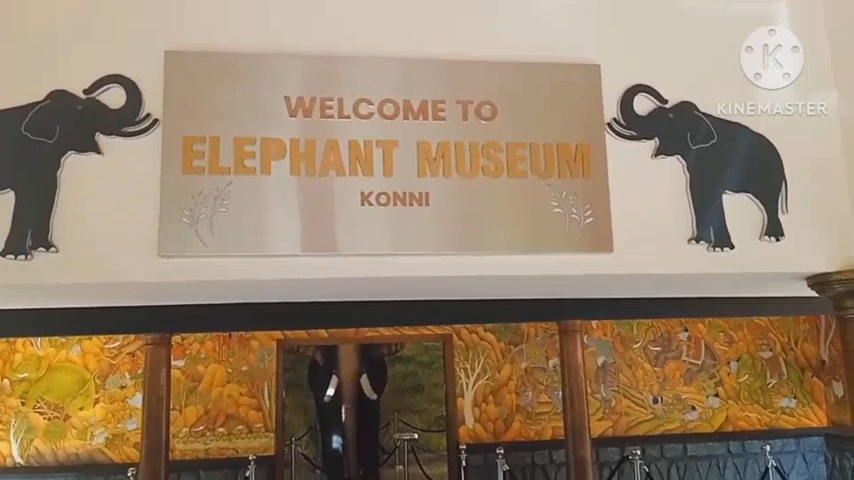 K
KINEMASTER
WELCOME TO
ELEPHANT MUSEUM
KONNI